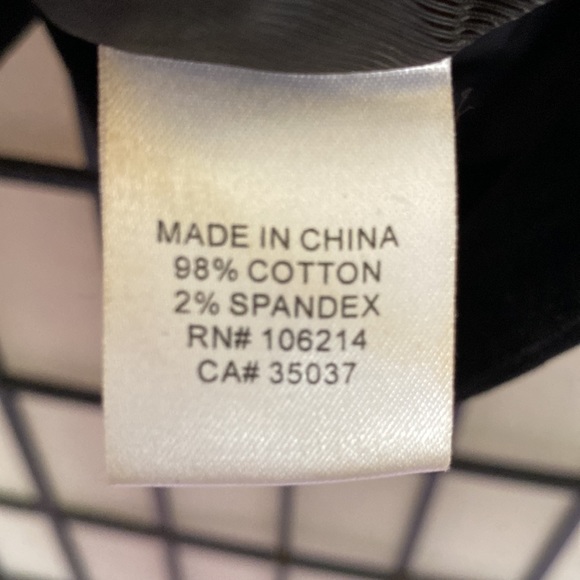 MADE IN CHINA
98% COTTON
2% SPANDEX
RN# 106214
CA# 35037